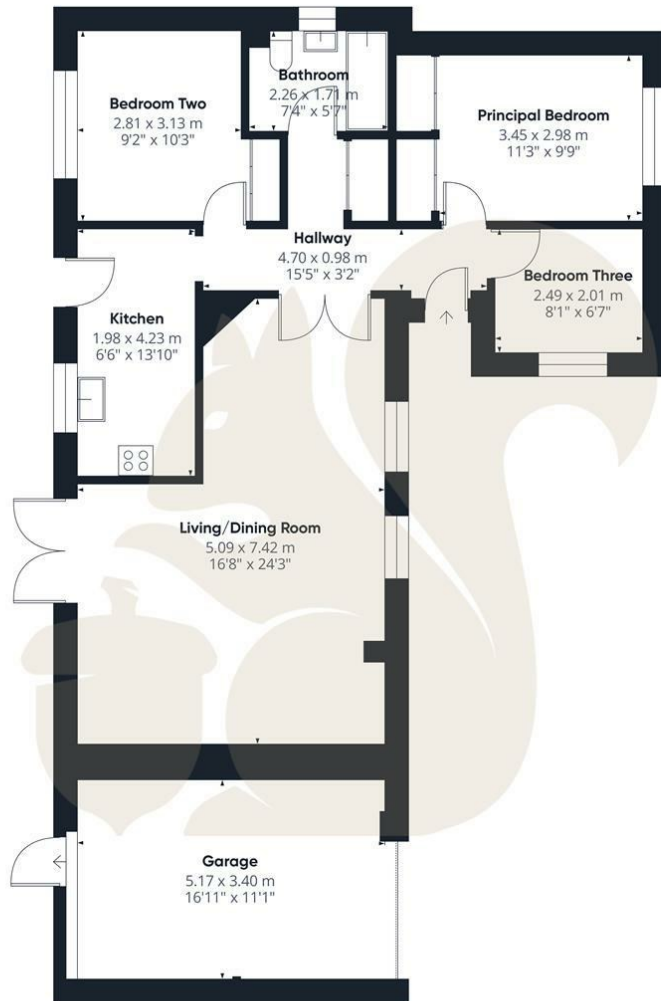 Bathroom
2.26 x 1.71 m
7'4" x 5'7"
Bedroom Two
2.81 x 3.13 m
9'2" x 10'3"
Principal Bedroom
3.45 x 2.98 m
11'3" x 9'9"
Hallway
4.70 x 0.98 m
15'5" x 3'2"
Bedroom Three
2.49 x 2.01 m
8'1" x 6'7"
Kitchen
1.98 x 4.23 m
6'6" x 13'10"
Living/Dining Room
5.09 x 7.42 m
16'8" x 24'3"
Garage
5.17 x 3.40 m
16'11" x 11'1"